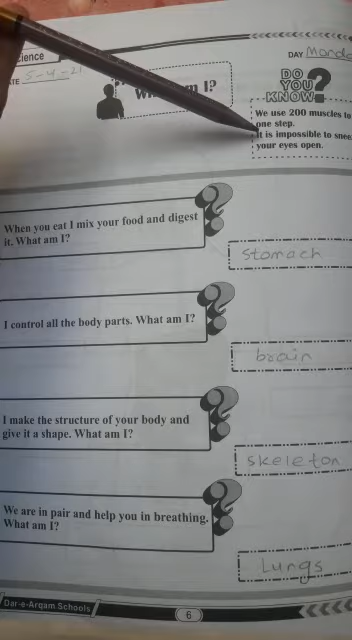 ience
DAY Mond
TE 5-4-21
I?
DO
YOU
KNOW
?
We use 200 muscles to
one step.
It is impossible to snee
your eyes open.
When you eat I mix your food and digest
it. What am I?
Stomach
I control all the body parts. What am I?
brain
I make the structure of your body and
give it a shape. What am I?
skeleton
We are in pair and help you in breathing.
What am I?
Lungs
Dar-e-Arqam Schools
6